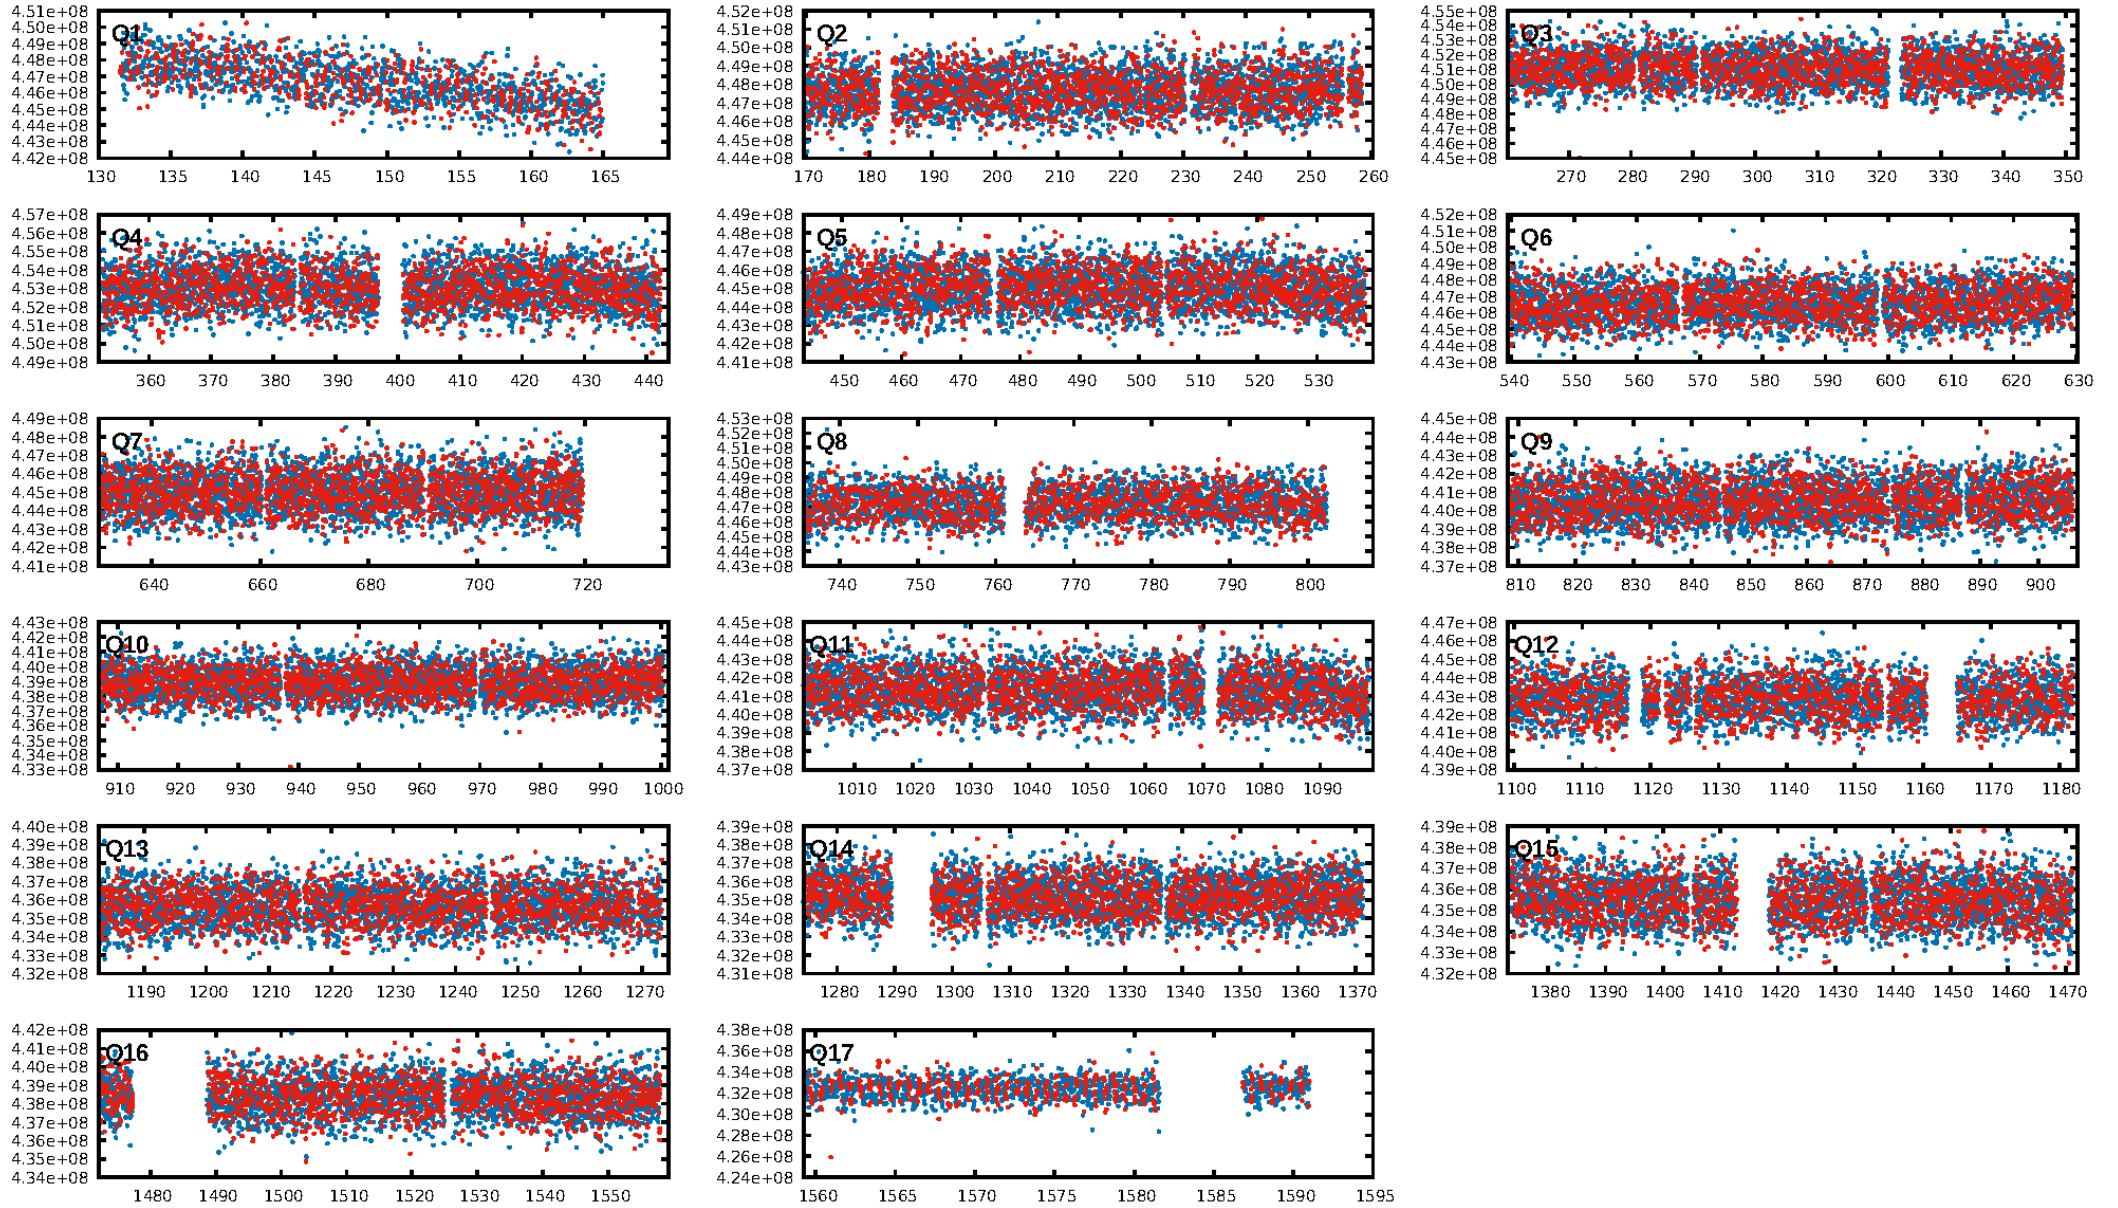 Q1
4.51e+08
4.50e+08
4.49e+08
4.48e+08
4.47e+08
4.46e+08
4.45e+08
4.44e+08
4.43e+08
4.42e+08
130 135 140 145 150 155 160 165
Q2
4.52e+08
4.51e+08
4.50e+08
4.49e+08
4.48e+08
4.47e+08
4.46e+08
4.45e+08
4.44e+08
170 180 190 200 210 220 230 240 250 260
Q3
4.55e+08
4.54e+08
4.53e+08
4.52e+08
4.51e+08
4.50e+08
4.49e+08
4.48e+08
4.47e+08
4.46e+08
4.45e+08
270 280 290 300 310 320 330 340 350
Q4
4.57e+08
4.56e+08
4.55e+08
4.54e+08
4.53e+08
4.52e+08
4.51e+08
4.50e+08
4.49e+08
360 370 380 390 400 410 420 430 440
Q5
4.49e+08
4.48e+08
4.47e+08
4.46e+08
4.45e+08
4.44e+08
4.43e+08
4.42e+08
4.41e+08
450 460 470 480 490 500 510 520 530
Q6
4.52e+08
4.51e+08
4.50e+08
4.49e+08
4.48e+08
4.47e+08
4.46e+08
4.45e+08
4.44e+08
4.43e+08
540 550 560 570 580 590 600 610 620 630
Q7
4.49e+08
4.48e+08
4.47e+08
4.46e+08
4.45e+08
4.44e+08
4.43e+08
4.42e+08
4.41e+08
640 660 680 700 720
Q8
4.53e+08
4.52e+08
4.51e+08
4.50e+08
4.49e+08
4.48e+08
4.47e+08
4.46e+08
4.45e+08
4.44e+08
4.43e+08
740 750 760 770 780 790 800
Q9
4.45e+08
4.44e+08
4.43e+08
4.42e+08
4.41e+08
4.40e+08
4.39e+08
4.38e+08
4.37e+08
810 820 830 840 850 860 870 880 890 900
Q10
4.43e+08
4.42e+08
4.41e+08
4.40e+08
4.39e+08
4.38e+08
4.37e+08
4.36e+08
4.35e+08
4.34e+08
4.33e+08
910 920 930 940 950 960 970 980 990 1000
Q11
4.45e+08
4.44e+08
4.43e+08
4.42e+08
4.41e+08
4.40e+08
4.39e+08
4.38e+08
4.37e+08
1010 1020 1030 1040 1050 1060 1070 1080 1090
Q12
4.47e+08
4.46e+08
4.45e+08
4.44e+08
4.43e+08
4.42e+08
4.41e+08
4.40e+08
4.39e+08
1100 1110 1120 1130 1140 1150 1160 1170 1180
Q13
4.40e+08
4.39e+08
4.38e+08
4.37e+08
4.36e+08
4.35e+08
4.34e+08
4.33e+08
4.32e+08
1190 1200 1210 1220 1230 1240 1250 1260 1270
Q14
4.39e+08
4.38e+08
4.37e+08
4.36e+08
4.35e+08
4.34e+08
4.33e+08
4.32e+08
4.31e+08
1280 1290 1300 1310 1320 1330 1340 1350 1360 1370
Q15
4.39e+08
4.38e+08
4.37e+08
4.36e+08
4.35e+08
4.34e+08
4.33e+08
4.32e+08
1380 1390 1400 1410 1420 1430 1440 1450 1460 1470
Q16
4.42e+08
4.41e+08
4.40e+08
4.39e+08
4.38e+08
4.37e+08
4.36e+08
4.35e+08
4.34e+08
1480 1490 1500 1510 1520 1530 1540 1550
Q17
4.38e+08
4.36e+08
4.34e+08
4.32e+08
4.30e+08
4.28e+08
4.26e+08
4.24e+08
1560 1565 1570 1575 1580 1585 1590 1595